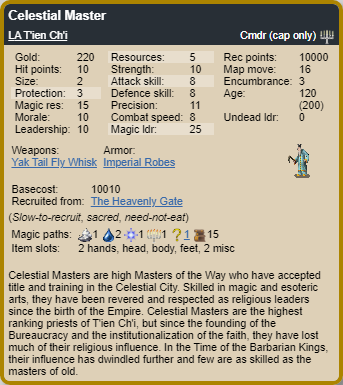 Celestial Master
LA T'ien Ch'i Cmdr (cap only)
Gold: 220 Resources: 5 Rec points: 10000
Hit points: 10 Strength: 10 Map move: 16
Size: 2 Attack skill: 8 Encumbrance: 3
Protection: 3 Defence skill: 8 Age: 120
Magic res: 15 Precision: 11 (200)
Morale: 10 Combat speed: 8 Undead ldr: 0
Leadership: 10 Magic ldr: 25
Weapons: Armor:
Yak Tail Fly Whisk Imperial Robes
Basecost: 10010
Recruited from: The Heavenly Gate
(Slow-to-recruit, sacred, need-not-eat)
Magic paths: 1 2 1 1 ? 1 15
Item slots: 2 hands, head, body, feet, 2 misc
Celestial Masters are high Masters of the Way who have accepted
title and training in the Celestial City. Skilled in magic and esoteric
arts, they have been revered and respected as religious leaders
since the birth of the Empire. Celestial Masters are the highest
ranking priests of T'ien Ch'i, but since the founding of the
Bureaucracy and the institutionalization of the faith, they have lost
much of their religious influence. In the Time of the Barbarian Kings,
their influence has dwindled further and few are as skilled as the
masters of old.